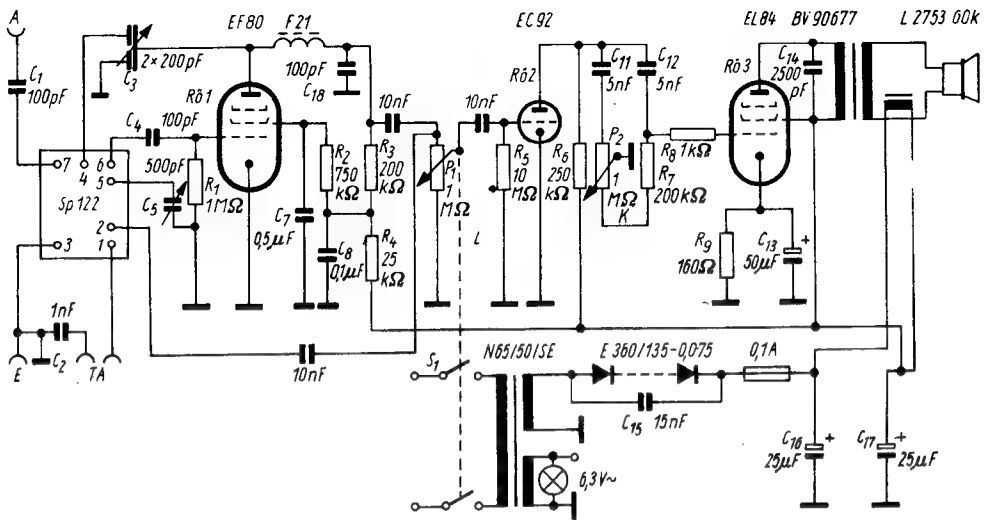 A
EF80
F21
EC92
EL84
BV 90677
L 2753 60k
C1
100pF
C3
2×200pF
100pF
C18
C11
5nF
C12
5nF
Rö3
C14
2500
pF
Rö1
Rö2
C4
100pF
10nF
10nF
R8
1kΩ
7
4
6
5
2
3
1
Sp 122
500pF
C5
R1
1MΩ
R2
750
kΩ
R3
200
kΩ
P1
1
MΩ
R5
10
MΩ
R6
250
kΩ
P2
1
MΩ
K
R7
200kΩ
C7
0,5μF
C8
0,1μF
R4
25
kΩ
L
R9
160Ω
C13
50μF
+
1nF
C2
E
TA
10nF
S1
N65/50/SE
E 360/135-0,075
0,1A
C15
15nF
6,3V~
C16
25μF
+
C17
25μF
+